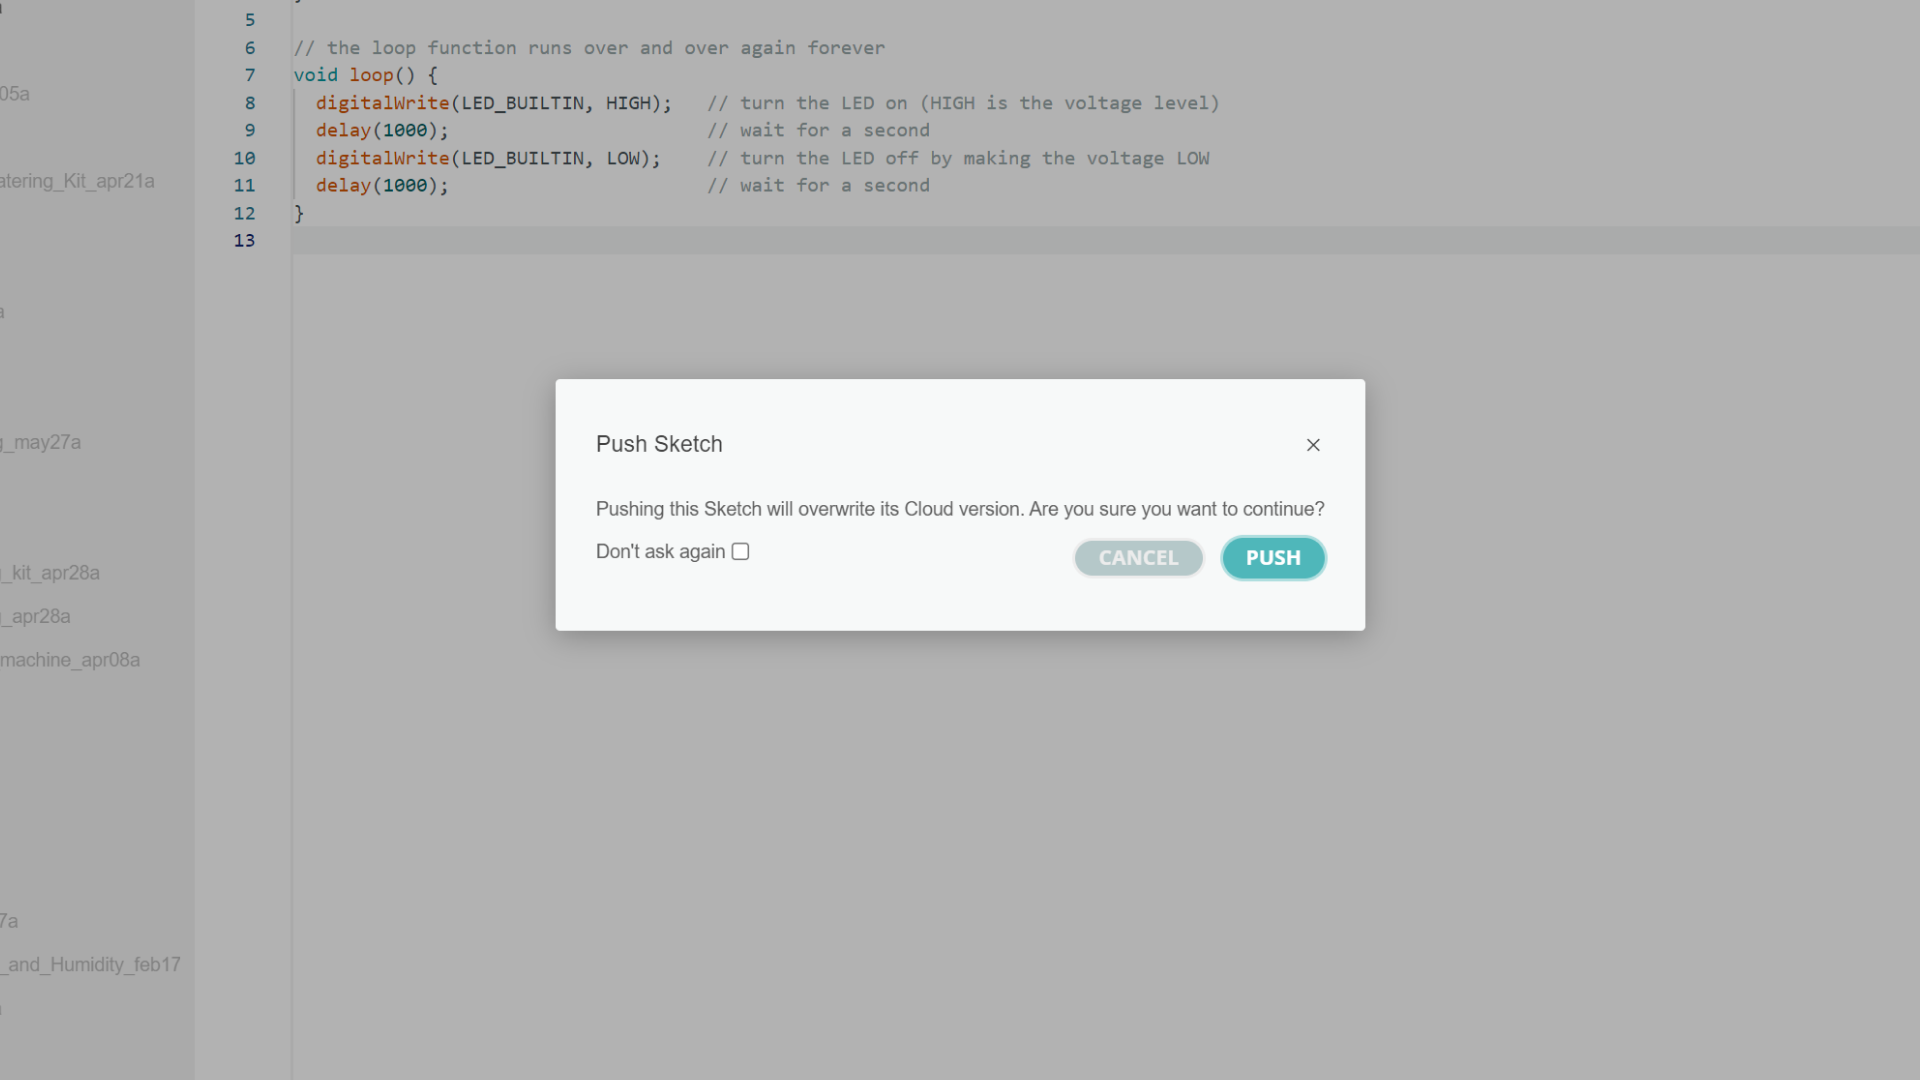 5
6 // the loop function runs over and over again forever
7 void loop() {
8 digitalWrite(LED_BUILTIN, HIGH); // turn the LED on (HIGH is the voltage level)
05a
9 delay(1000); // wait for a second
10 digitalWrite(LED_BUILTIN, LOW); // turn the LED off by making the voltage LOW
atering_Kit_apr21a
11 delay(1000); // wait for a second
12 }
13
a
g_may27a
Push Sketch
Pushing this Sketch will overwrite its Cloud version. Are you sure you want to continue?
Don't ask again
CANCEL PUSH
_kit_apr28a
_apr28a
machine_apr08a
7a
_and_Humidity_feb17